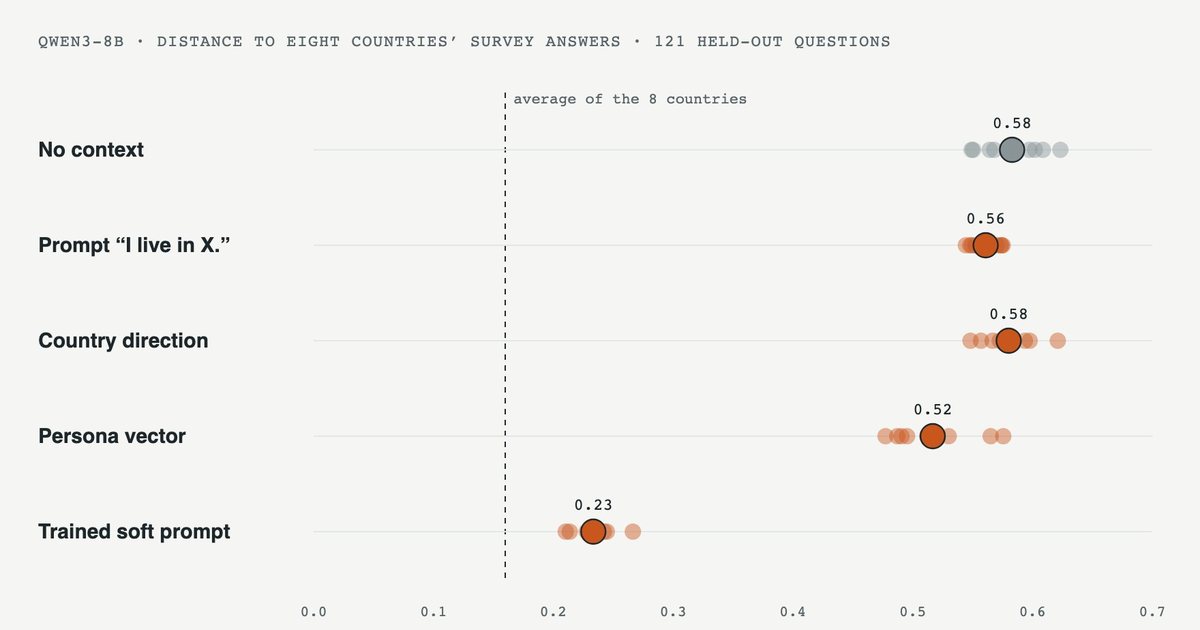 QWEN3-8B · DISTANCE TO EIGHT COUNTRIES’ SURVEY ANSWERS · 121 HELD-OUT QUESTIONS
average of the 8 countries
No context
0.58
Prompt “I live in X.”
0.56
Country direction
0.58
Persona vector
0.52
Trained soft prompt
0.23
0.0 0.1 0.2 0.3 0.4 0.5 0.6 0.7